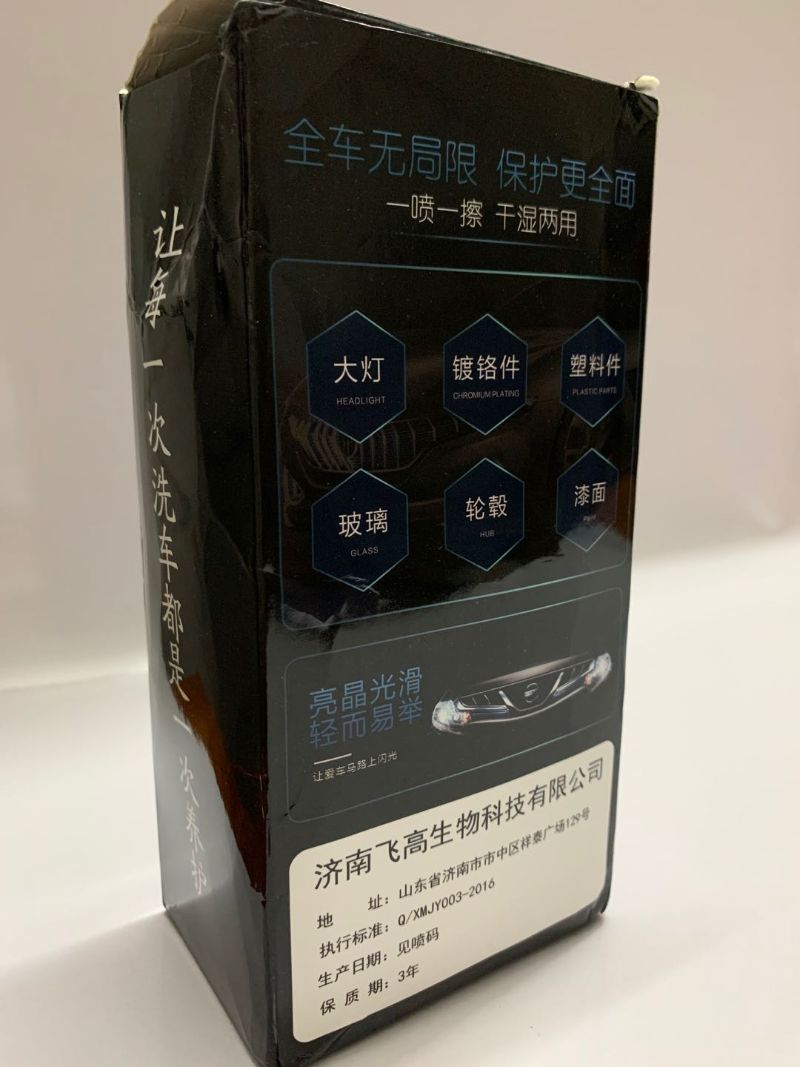 让每一次洗车都是一次养护
全车无局限 保护更全面
一喷一擦 干湿两用
大灯
HEADLIGHT
镀铬件
CHROMIUM PLATING
塑料件
PLASTIC PARTS
玻璃
GLASS
轮毂
HUB
漆面
Paint
亮晶光滑
轻而易举
让爱车马路上闪光
济南飞高生物科技有限公司
地 址：山东省济南市市中区祥泰广场129号
执行标准：Q/XMJY003-2016
生产日期：见喷码
保 质 期：3年